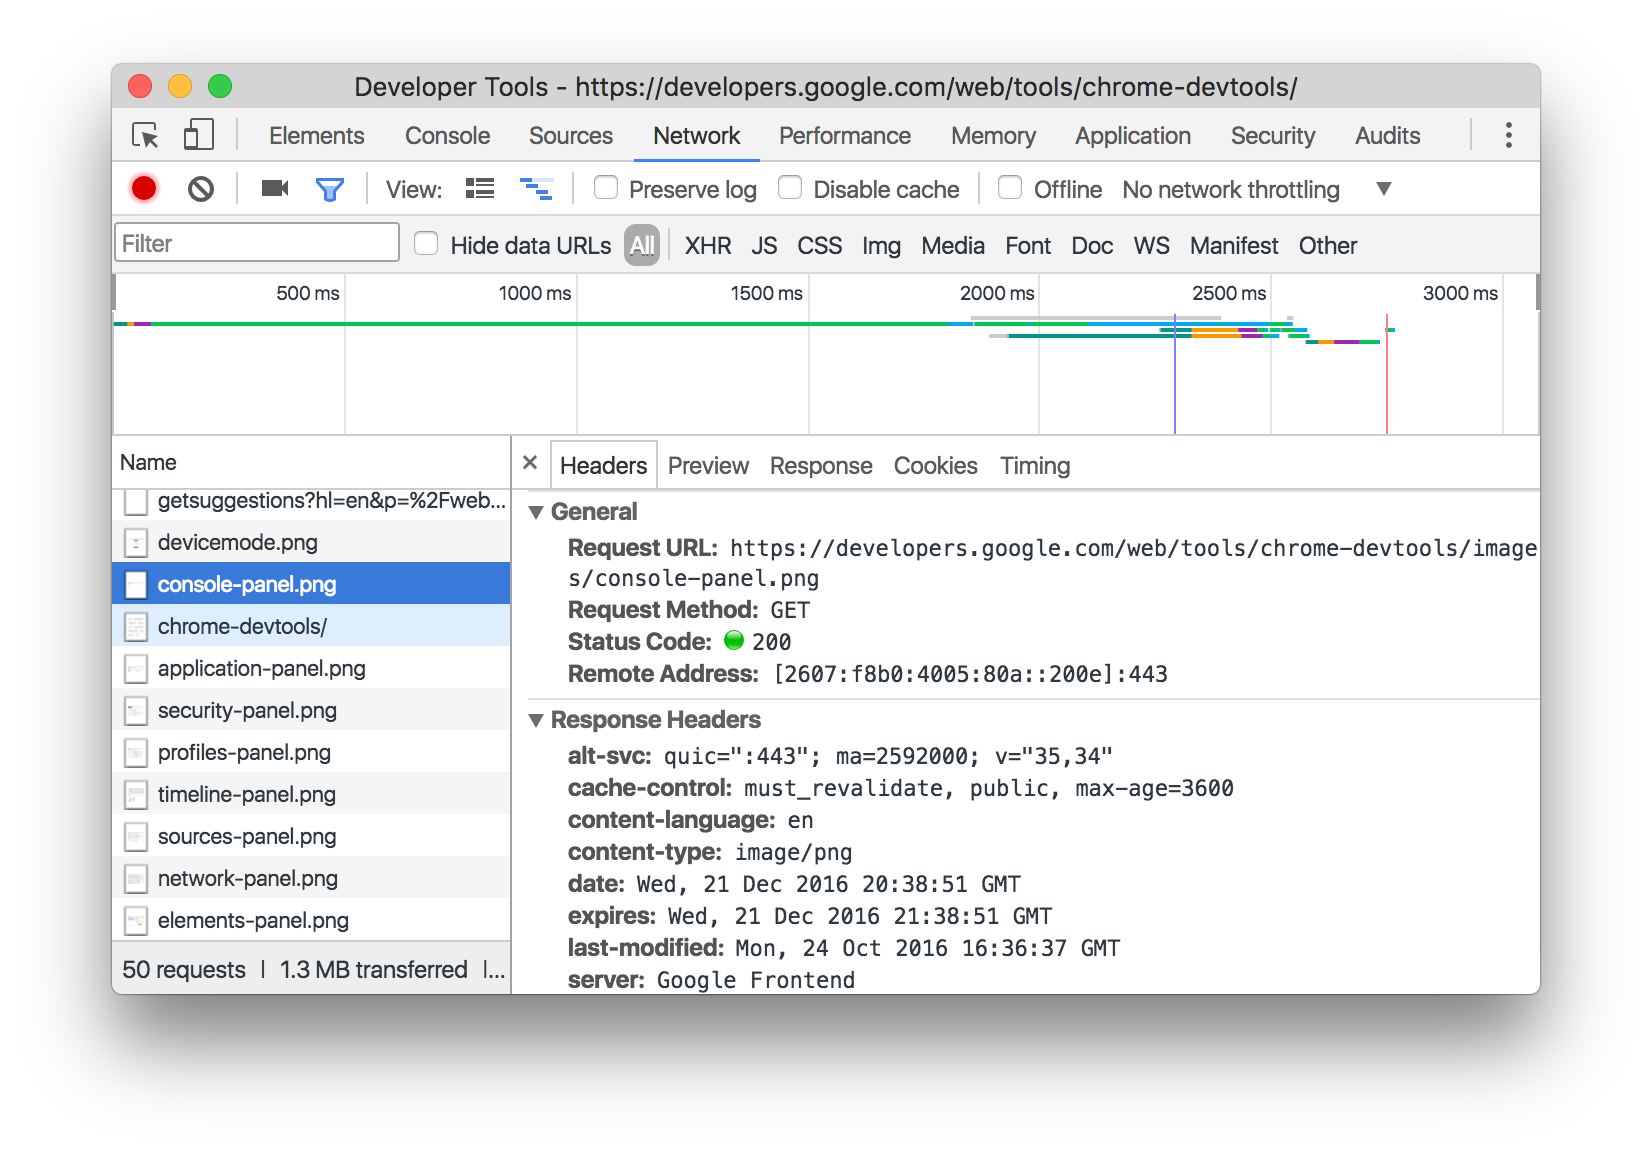 Developer Tools - https://developers.google.com/web/tools/chrome-devtools/
Elements Console Sources Network Performance Memory Application Security Audits
View: Preserve log Disable cache Offline No network throttling
Filter Hide data URLs All XHR JS CSS Img Media Font Doc WS Manifest Other
500 ms 1000 ms 1500 ms 2000 ms 2500 ms 3000 ms
Name
getsuggestions?hl=en&p=%2Fweb...
devicemode.png
console-panel.png
chrome-devtools/
application-panel.png
security-panel.png
profiles-panel.png
timeline-panel.png
sources-panel.png
network-panel.png
elements-panel.png
50 requests | 1.3 MB transferred |...
× Headers Preview Response Cookies Timing
▼ General
Request URL: https://developers.google.com/web/tools/chrome-devtools/image
s/console-panel.png
Request Method: GET
Status Code: 200
Remote Address: [2607:f8b0:4005:80a::200e]:443
▼ Response Headers
alt-svc: quic=":443"; ma=2592000; v="35,34"
cache-control: must_revalidate, public, max-age=3600
content-language: en
content-type: image/png
date: Wed, 21 Dec 2016 20:38:51 GMT
expires: Wed, 21 Dec 2016 21:38:51 GMT
last-modified: Mon, 24 Oct 2016 16:36:37 GMT
server: Google Frontend